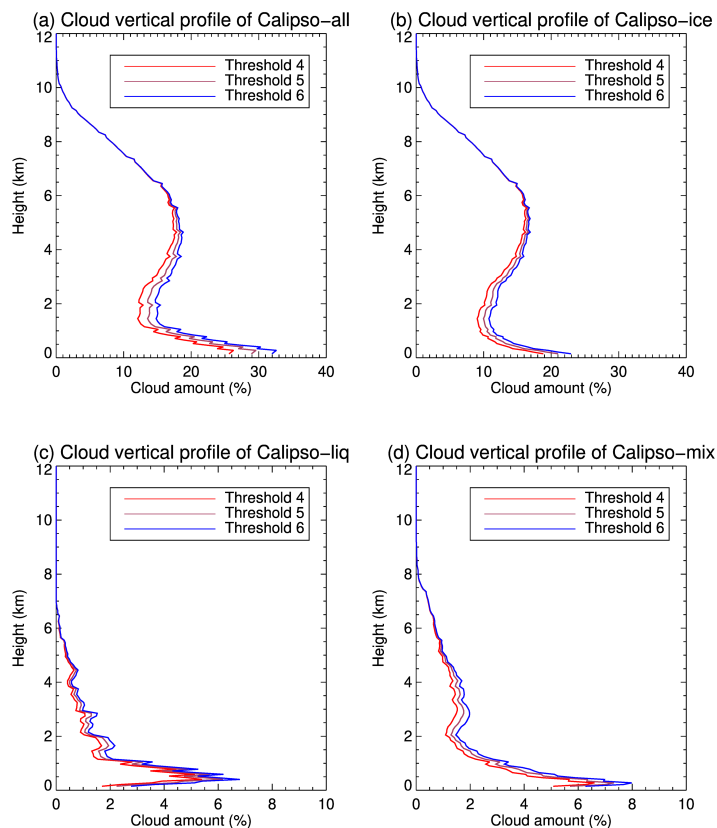 (a) Cloud vertical profile of Calipso-all
12
10
8
6
4
2
0
Height (km)
Threshold 4
Threshold 5
Threshold 6
0 10 20 30 40
Cloud amount (%)
(b) Cloud vertical profile of Calipso-ice
12
10
8
6
4
2
0
Height (km)
Threshold 4
Threshold 5
Threshold 6
0 10 20 30 40
Cloud amount (%)
(c) Cloud vertical profile of Calipso-liq
12
10
8
6
4
2
0
Height (km)
Threshold 4
Threshold 5
Threshold 6
0 2 4 6 8 10
Cloud amount (%)
(d) Cloud vertical profile of Calipso-mix
12
10
8
6
4
2
0
Height (km)
Threshold 4
Threshold 5
Threshold 6
0 2 4 6 8 10
Cloud amount (%)